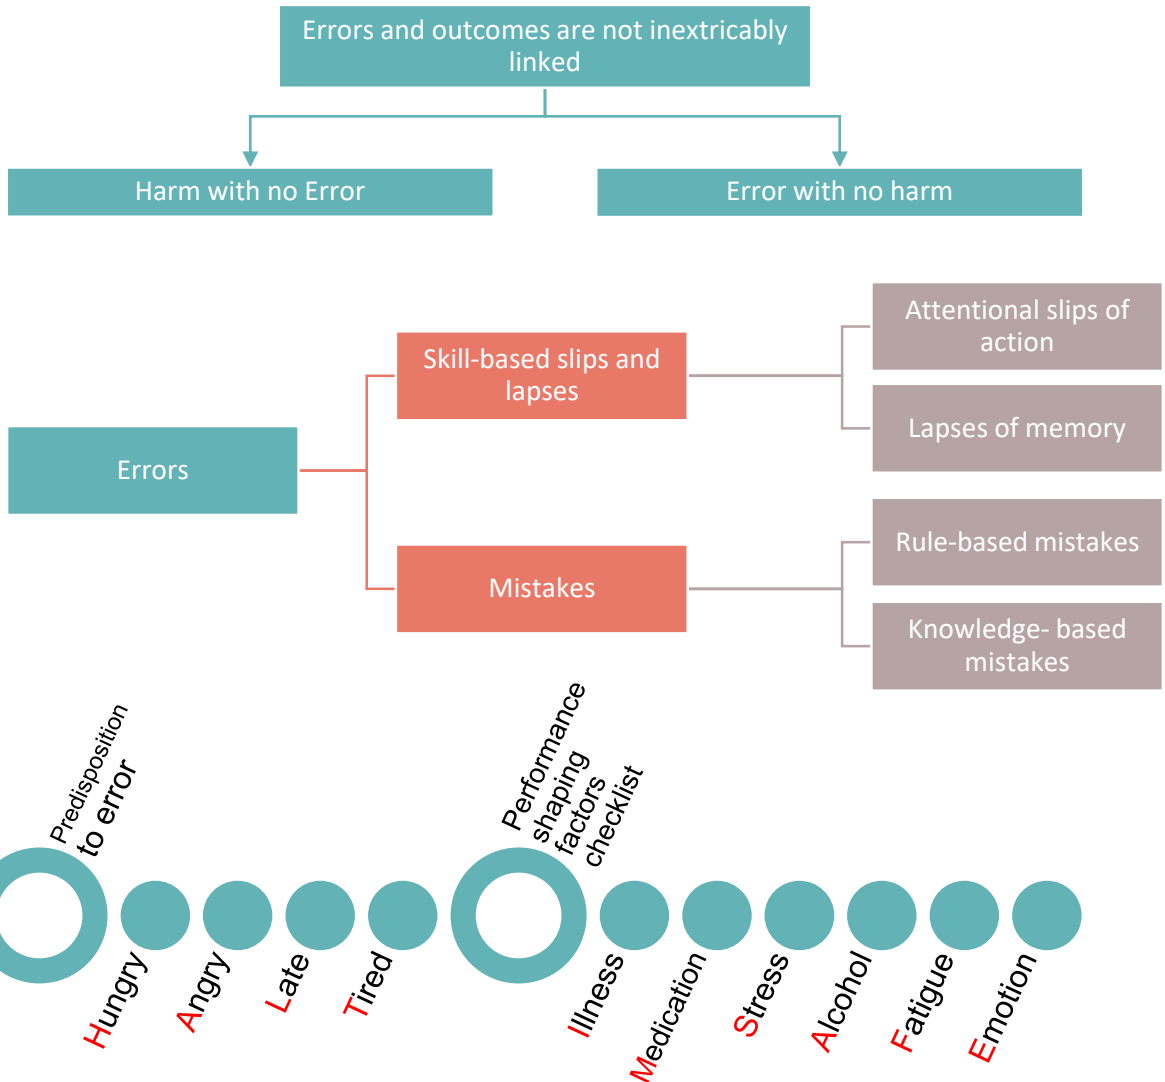 Errors and outcomes are not inextricably
linked
Harm with no Error
Error with no harm
Errors
Skill-based slips and
lapses
Attentional slips of
action
Lapses of memory
Mistakes
Rule-based mistakes
Knowledge- based
mistakes
Predisposition
to error
Hungry
Angry
Late
Tired
Performance
shaping
factors
checklist
Illness
Medication
Stress
Alcohol
Fatigue
Emotion